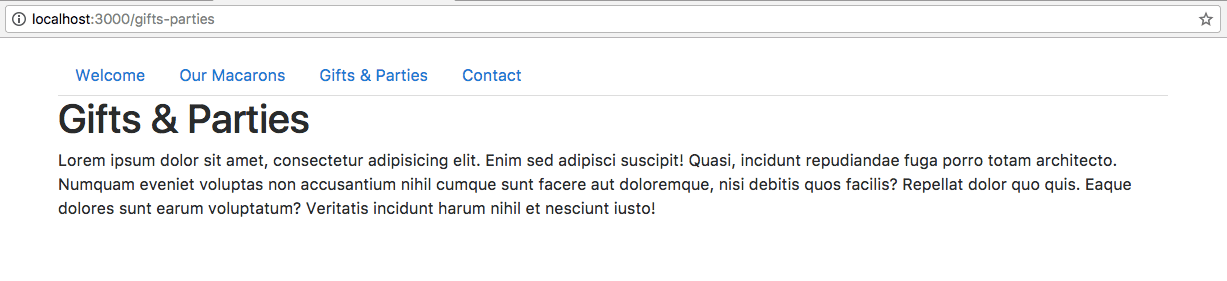 localhost:3000/gifts-parties
Welcome Our Macarons Gifts & Parties Contact
Gifts & Parties
Lorem ipsum dolor sit amet, consectetur adipisicing elit. Enim sed adipisci suscipit! Quasi, incidunt repudiandae fuga porro totam architecto.
Numquam eveniet voluptas non accusantium nihil cumque sunt facere aut doloremque, nisi debitis quos facilis? Repellat dolor quo quis. Eaque
dolores sunt earum voluptatum? Veritatis incidunt harum nihil et nesciunt iusto!